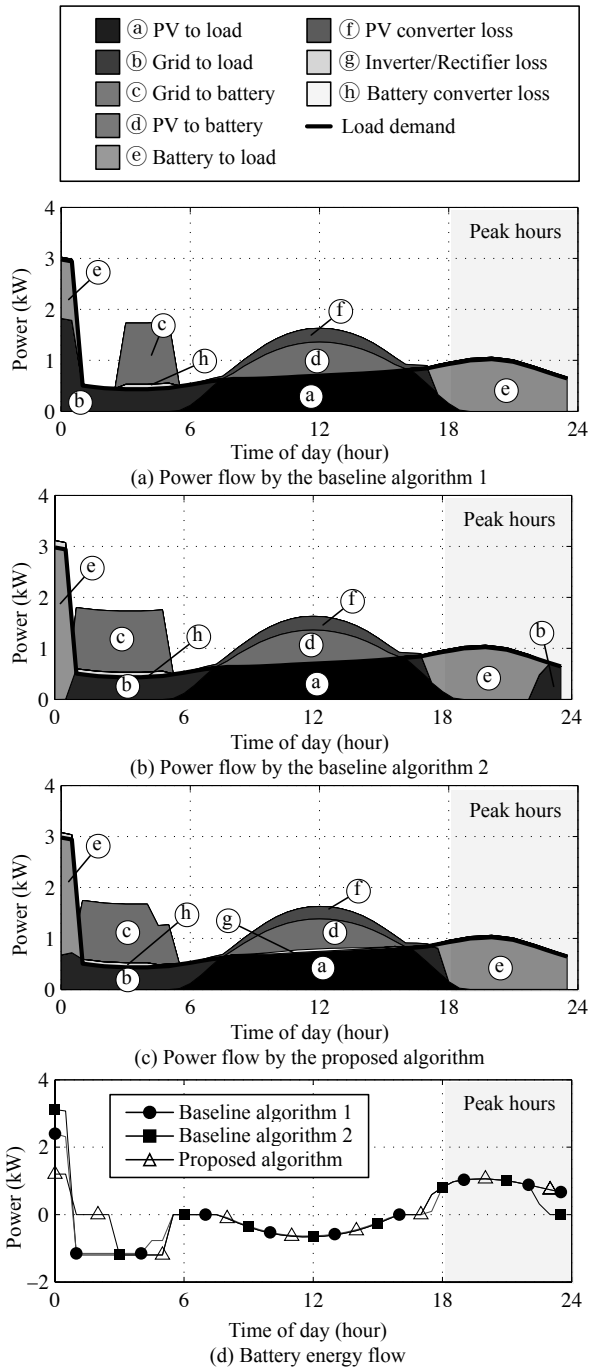 ⓐ PV to load
ⓑ Grid to load
ⓒ Grid to battery
ⓓ PV to battery
ⓔ Battery to load
ⓕ PV converter loss
ⓖ Inverter/Rectifier loss
ⓗ Battery converter loss
Load demand
Power (kW)
4
3
2
1
0
Peak hours
ⓔ
ⓒ
ⓗ
ⓕ
ⓓ
ⓑ
ⓐ
ⓔ
0 6 12 18 24
Time of day (hour)
(a) Power flow by the baseline algorithm 1
Power (kW)
4
3
2
1
0
Peak hours
ⓔ
ⓒ
ⓗ
ⓕ
ⓓ
ⓑ
ⓑ
ⓐ
ⓔ
0 6 12 18 24
Time of day (hour)
(b) Power flow by the baseline algorithm 2
Power (kW)
4
3
2
1
0
Peak hours
ⓔ
ⓒ
ⓗ
ⓖ
ⓕ
ⓓ
ⓑ
ⓐ
ⓔ
0 6 12 18 24
Time of day (hour)
(c) Power flow by the proposed algorithm
Power (kW)
4
2
0
−2
Baseline algorithm 1
Baseline algorithm 2
Proposed algorithm
Peak hours
0 6 12 18 24
Time of day (hour)
(d) Battery energy flow